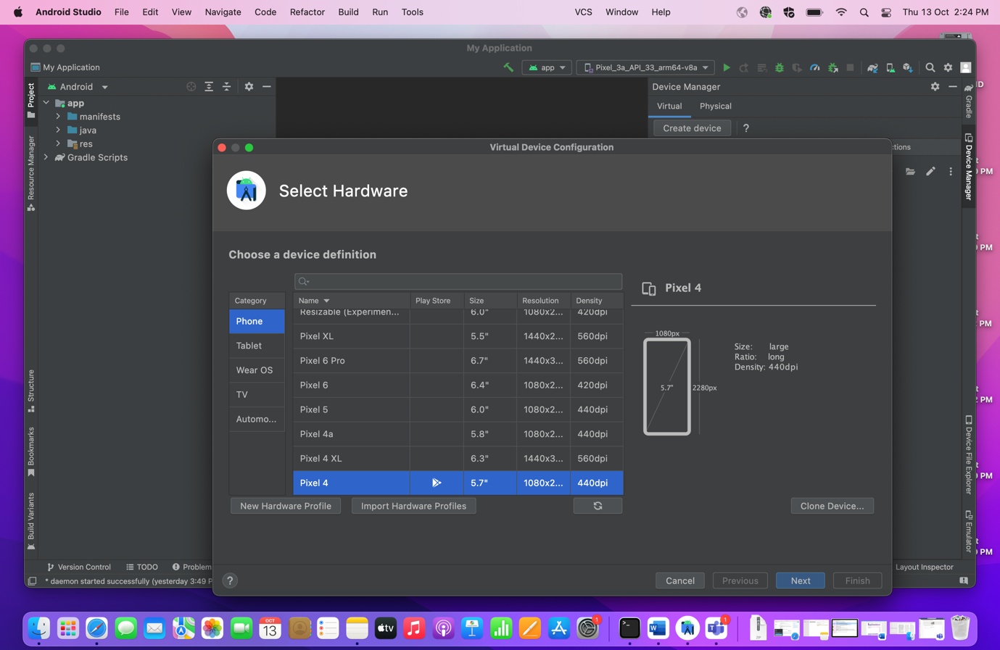 Android Studio File Edit View Navigate Code Refactor Build Run Tools VCS Window Help Thu 13 Oct 2:24 PM
My Application
My Application app Pixel_3a_API_33_arm64-v8a
Android
Device Manager
Virtual Physical
Create device ?
app
manifests
java
res
Gradle Scripts
Project
Resource Manager
Structure
Bookmarks
Build Variants
Gradle
Device Manager
Device File Explorer
Emulator
Virtual Device Configuration
Select Hardware
Choose a device definition
Category Name Play Store Size Resolution Density
Phone
Tablet
Wear OS
TV
Automo...
Resizable (Experimen... 6.0" 1080x2... 420dpi
Pixel XL 5.5" 1440x2... 560dpi
Pixel 6 Pro 6.7" 1440x3... 560dpi
Pixel 6 6.4" 1080x2... 420dpi
Pixel 5 6.0" 1080x2... 440dpi
Pixel 4a 5.8" 1080x2... 440dpi
Pixel 4 XL 6.3" 1440x3... 560dpi
Pixel 4 5.7" 1080x2... 440dpi
Pixel 4
1080px
5.7"
2280px
Size: large
Ratio: long
Density: 440dpi
New Hardware Profile Import Hardware Profiles Clone Device...
? Cancel Previous Next Finish
Version Control TODO Problem
Layout Inspector
* daemon started successfully (yesterday 3:49 P
OCT
13
tv
1
1
ZIP